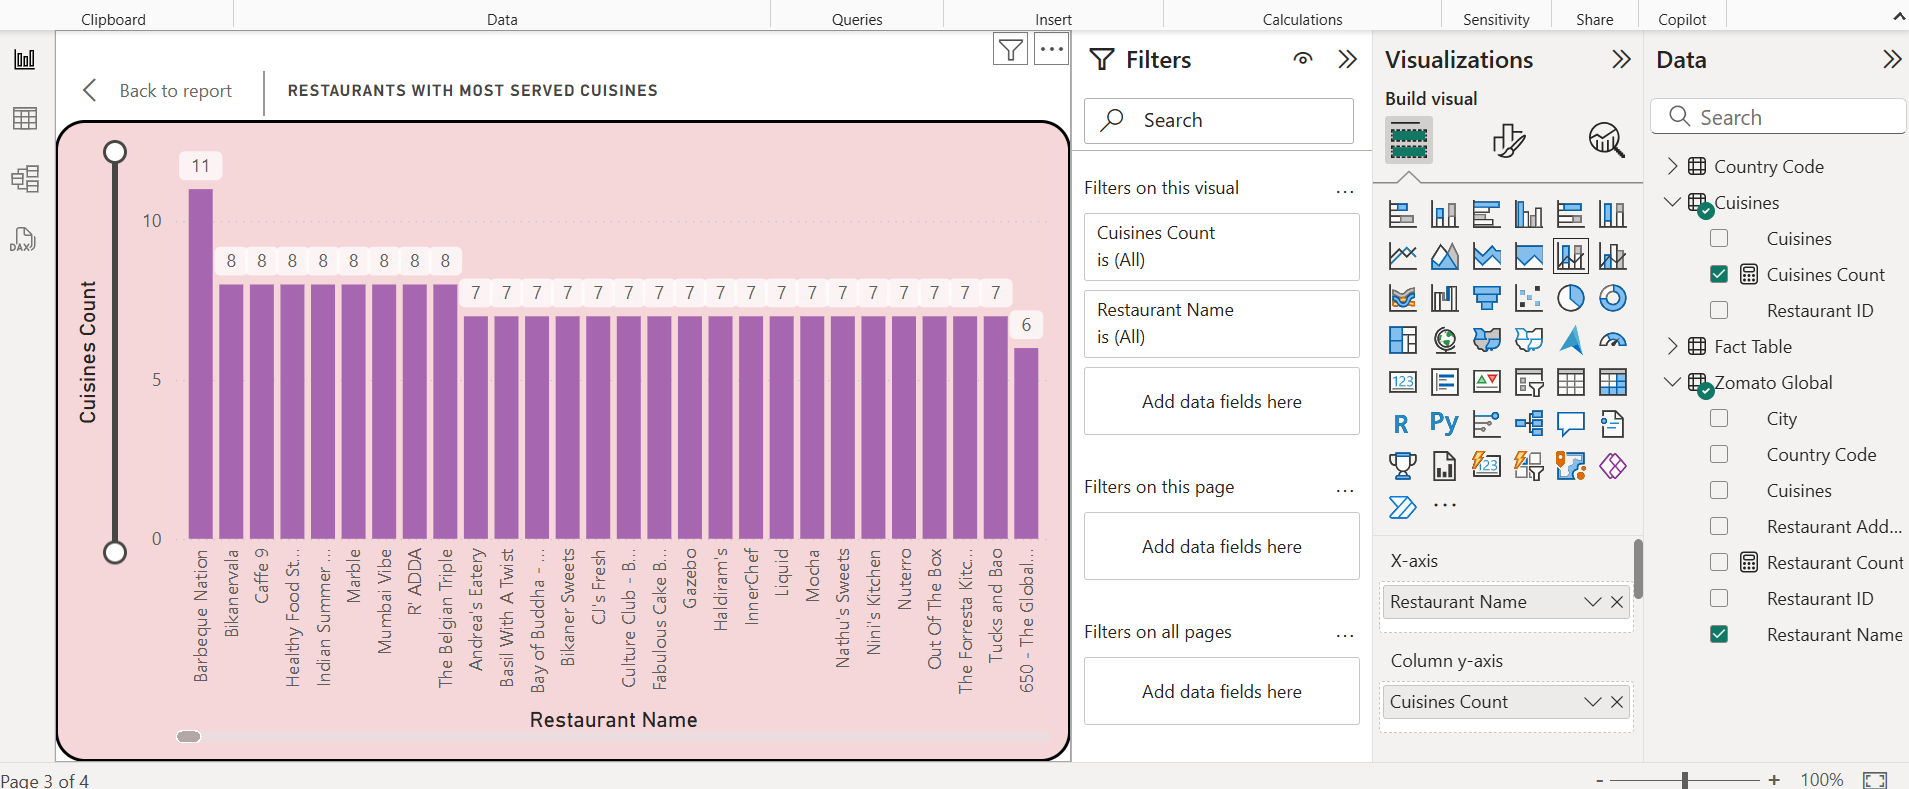 Clipboard
Data
Queries
Insert
Calculations
Sensitivity
Share
Copilot
DAX
Back to report
RESTAURANTS WITH MOST SERVED CUISINES
Cuisines Count
10
5
0
11
8 8 8 8 8 8 8 8
7 7 7 7 7 7 7 7 7 7 7 7 7 7 7 7 7 7
6
Barbeque Nation
Bikanervala
Caffe 9
Healthy Food St...
Indian Summer ...
Marble
Mumbai Vibe
R' ADDA
The Belgian Triple
Andrea's Eatery
Basil With A Twist
Bay of Buddha - ...
Bikaner Sweets
CJ's Fresh
Culture Club - B...
Fabulous Cake B...
Gazebo
Haldiram's
InnerChef
Liquid
Mocha
Nathu's Sweets
Nini's Kitchen
Nuterro
Out Of The Box
The Forresta Kitc...
Tucks and Bao
650 - The Global...
Restaurant Name
Filters
Search
Filters on this visual
...
Cuisines Count
is (All)
Restaurant Name
is (All)
Add data fields here
Filters on this page
...
Add data fields here
Filters on all pages
...
Add data fields here
Visualizations
Build visual
123
R
Py
123
...
X-axis
Restaurant Name
Column y-axis
Cuisines Count
Data
Search
Country Code
Cuisines
Cuisines
Cuisines Count
Restaurant ID
Fact Table
Zomato Global
City
Country Code
Cuisines
Restaurant Add...
Restaurant Count
Restaurant ID
Restaurant Name
Page 3 of 4
- + 100%